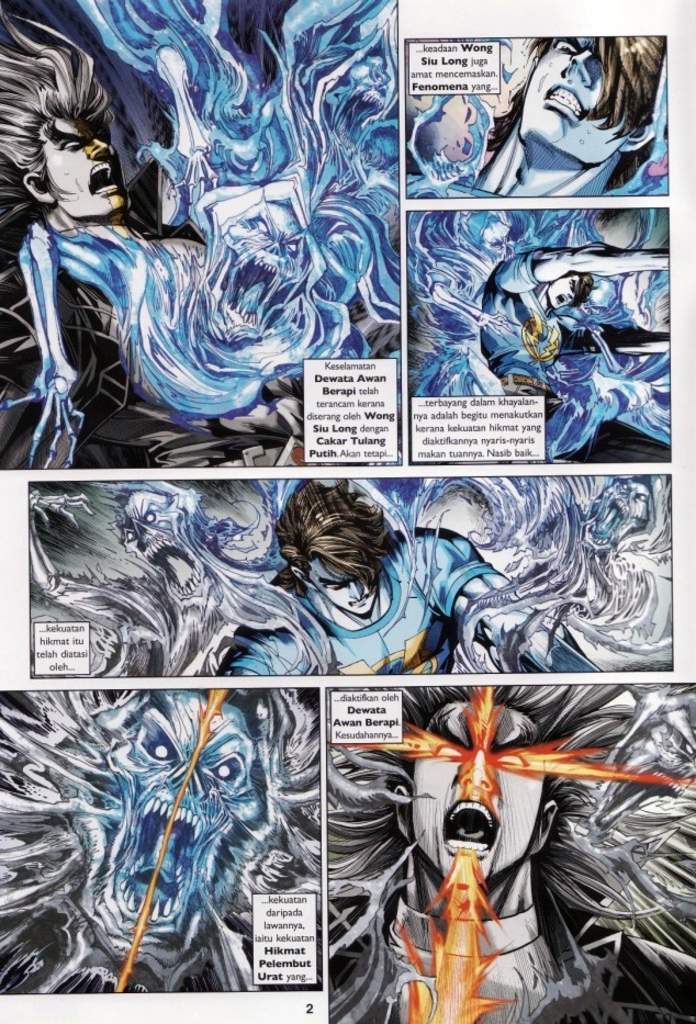 Keselamatan
Dewata Awan
Berapi telah
terancam kerana
diserang oleh Wong
Siu Long dengan
Cakar Tulang
Putih. Akan tetapi...
...keadaan Wong
Siu Long juga
amat mencemaskan.
Fenomena yang...
...terbayang dalam khayalan-
nya adalah begitu menakutkan
kerana kekuatan hikmat yang
diaktifkannya nyaris-nyaris
makan tuannya. Nasib baik...
...kekuatan
hikmat itu
telah diatasi
oleh...
...kekuatan
daripada
lawannya,
iaitu kekuatan
Hikmat
Pelembut
Urat yang...
...diaktifkan oleh
Dewata
Awan Berapi.
Kesudahannya...
2